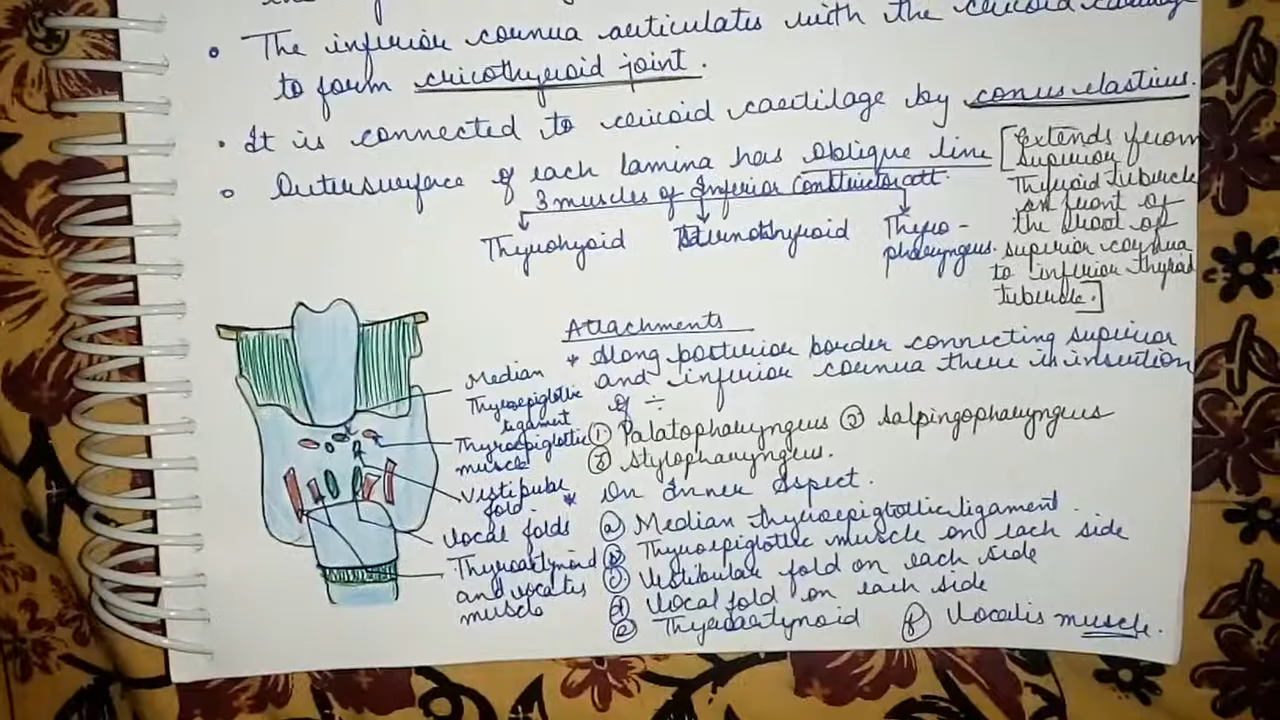 • The inferior cornua articulates with the cricoid
to form cricothyroid joint.
• It is connected to cricoid cartilage by conus elasticus.
• Outersurface of each lamina has Oblique line [Extends from
superior
Thyroid tubercle
in front of
the root of
superior cornua
to inferior thyroid
tubercle.]
3 muscles of Inferior Constrictor att.
Thyrohyoid Sternothyroid Thyro-
pharyngeus.
Attachments
* Along posterior border connecting superior
and inferior cornua there in insertion
of ÷
① Palatopharyngeus ② Salpingopharyngeus
③ Stylopharyngeus.
* On Inner Aspect.
ⓐ Median thyroepiglottic ligament.
ⓑ Thyroepiglottic muscle on each side
ⓒ Vestibular fold on each side
ⓓ Vocal fold on each side
ⓔ Thyroarytnoid ⓕ Vocalis muscle.
Median
Thyroepiglottic
ligament
Thyroepiglottic
muscle
Vestibular
fold.
Vocal folds
Thyroarytnoid
and vocalis
muscle